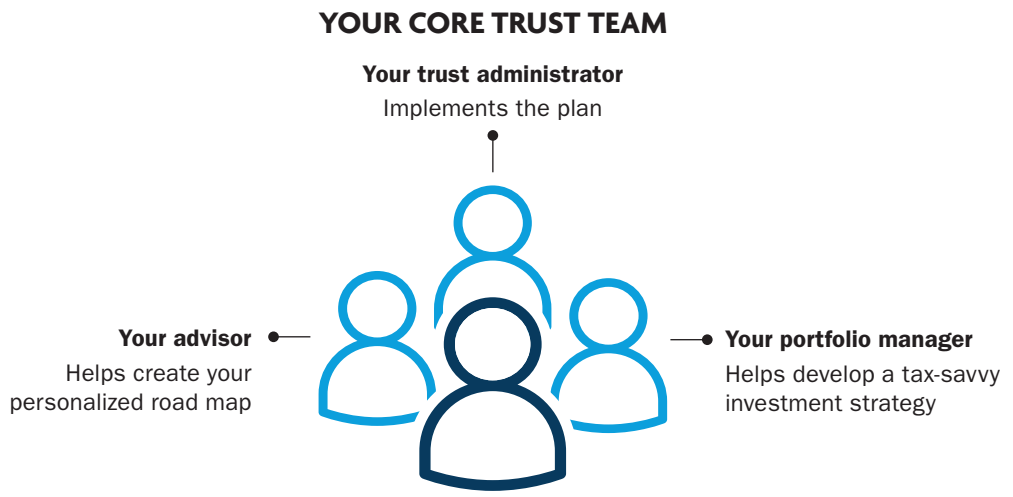 YOUR CORE TRUST TEAM
Your trust administrator
Implements the plan
Your advisor
Helps create your
personalized road map
Your portfolio manager
Helps develop a tax-savvy
investment strategy